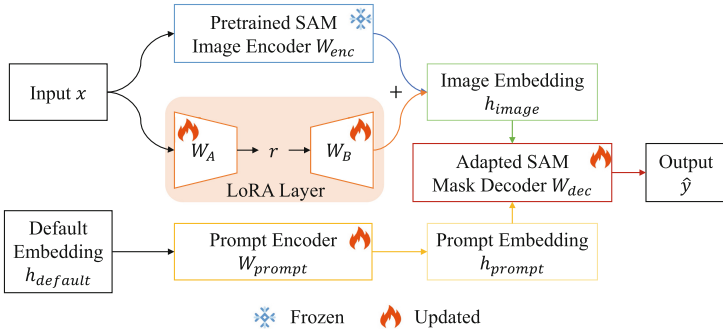 Pretrained SAM
Image Encoder W_enc
Input x
+
Image Embedding
h_image
W_A
r
W_B
LoRA Layer
Adapted SAM
Mask Decoder W_dec
Output
ŷ
Default
Embedding
h_default
Prompt Encoder
W_prompt
Prompt Embedding
h_prompt
Frozen
Updated